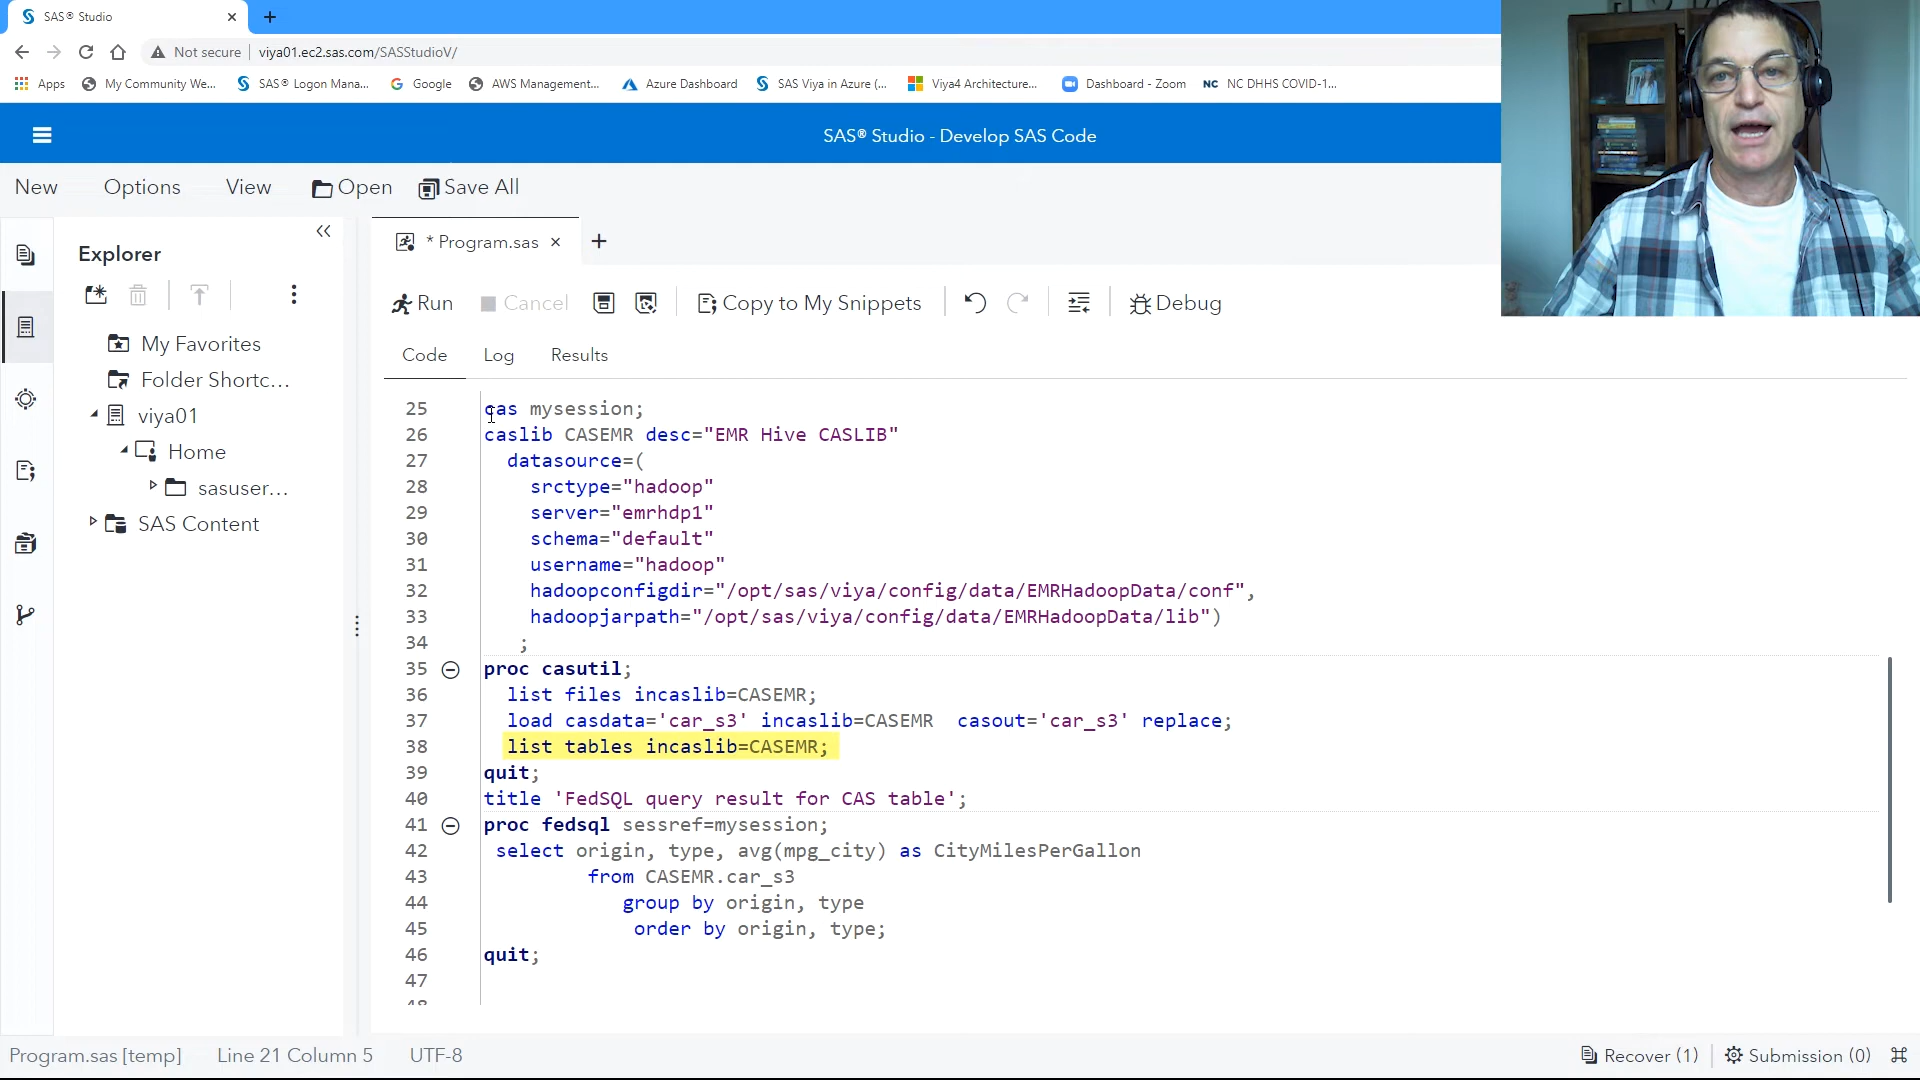 SAS® Studio
Not secure viya01.ec2.sas.com/SASStudioV/
Apps My Community We... SAS® Logon Mana... Google AWS Management... Azure Dashboard SAS Viya in Azure (... Viya4 Architecture... Dashboard - Zoom NC NC DHHS COVID-1...
SAS® Studio - Develop SAS Code
New Options View Open Save All
Explorer
My Favorites
Folder Shortc...
viya01
Home
sasuser...
SAS Content
* Program.sas
Run Cancel Copy to My Snippets Debug
Code Log Results
25 cas mysession;
26 caslib CASEMR desc="EMR Hive CASLIB"
27 datasource=(
28 srctype="hadoop"
29 server="emrhdp1"
30 schema="default"
31 username="hadoop"
32 hadoopconfigdir="/opt/sas/viya/config/data/EMRHadoopData/conf",
33 hadoopjarpath="/opt/sas/viya/config/data/EMRHadoopData/lib")
34 ;
35 proc casutil;
36 list files incaslib=CASEMR;
37 load casdata='car_s3' incaslib=CASEMR casout='car_s3' replace;
38 list tables incaslib=CASEMR;
39 quit;
40 title 'FedSQL query result for CAS table';
41 proc fedsql sessref=mysession;
42 select origin, type, avg(mpg_city) as CityMilesPerGallon
43 from CASEMR.car_s3
44 group by origin, type
45 order by origin, type;
46 quit;
47
48
Program.sas [temp] Line 21 Column 5 UTF-8 Recover (1) Submission (0)